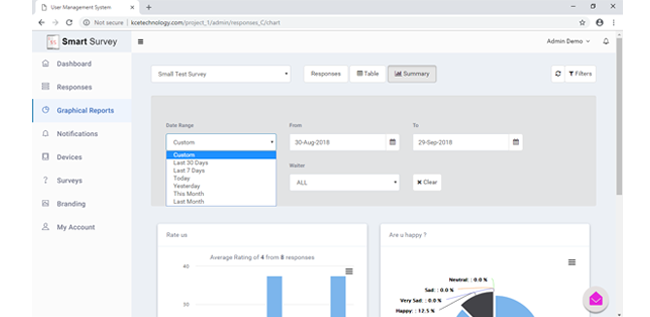 User Management System
Not secure | kcetechnology.com/project_1/admin/responses_C/chart
Smart Survey
Admin Demo
Dashboard
Responses
Graphical Reports
Notifications
Devices
Surveys
Branding
My Account
Small Test Survey
Responses
Table
Summary
Filters
Date Range
From
To
Custom
30-Aug-2018
29-Sep-2018
Custom
Last 30 Days
Last 7 Days
Today
Yesterday
This Month
Last Month
Waiter
ALL
Clear
Rate us
Average Rating of 4 from 8 responses
40
30
Are u happy ?
Neutral: : 0.0 %
Sad: : 0.0 %
Very Sad: : 0.0 %
Happy: : 12.5 %